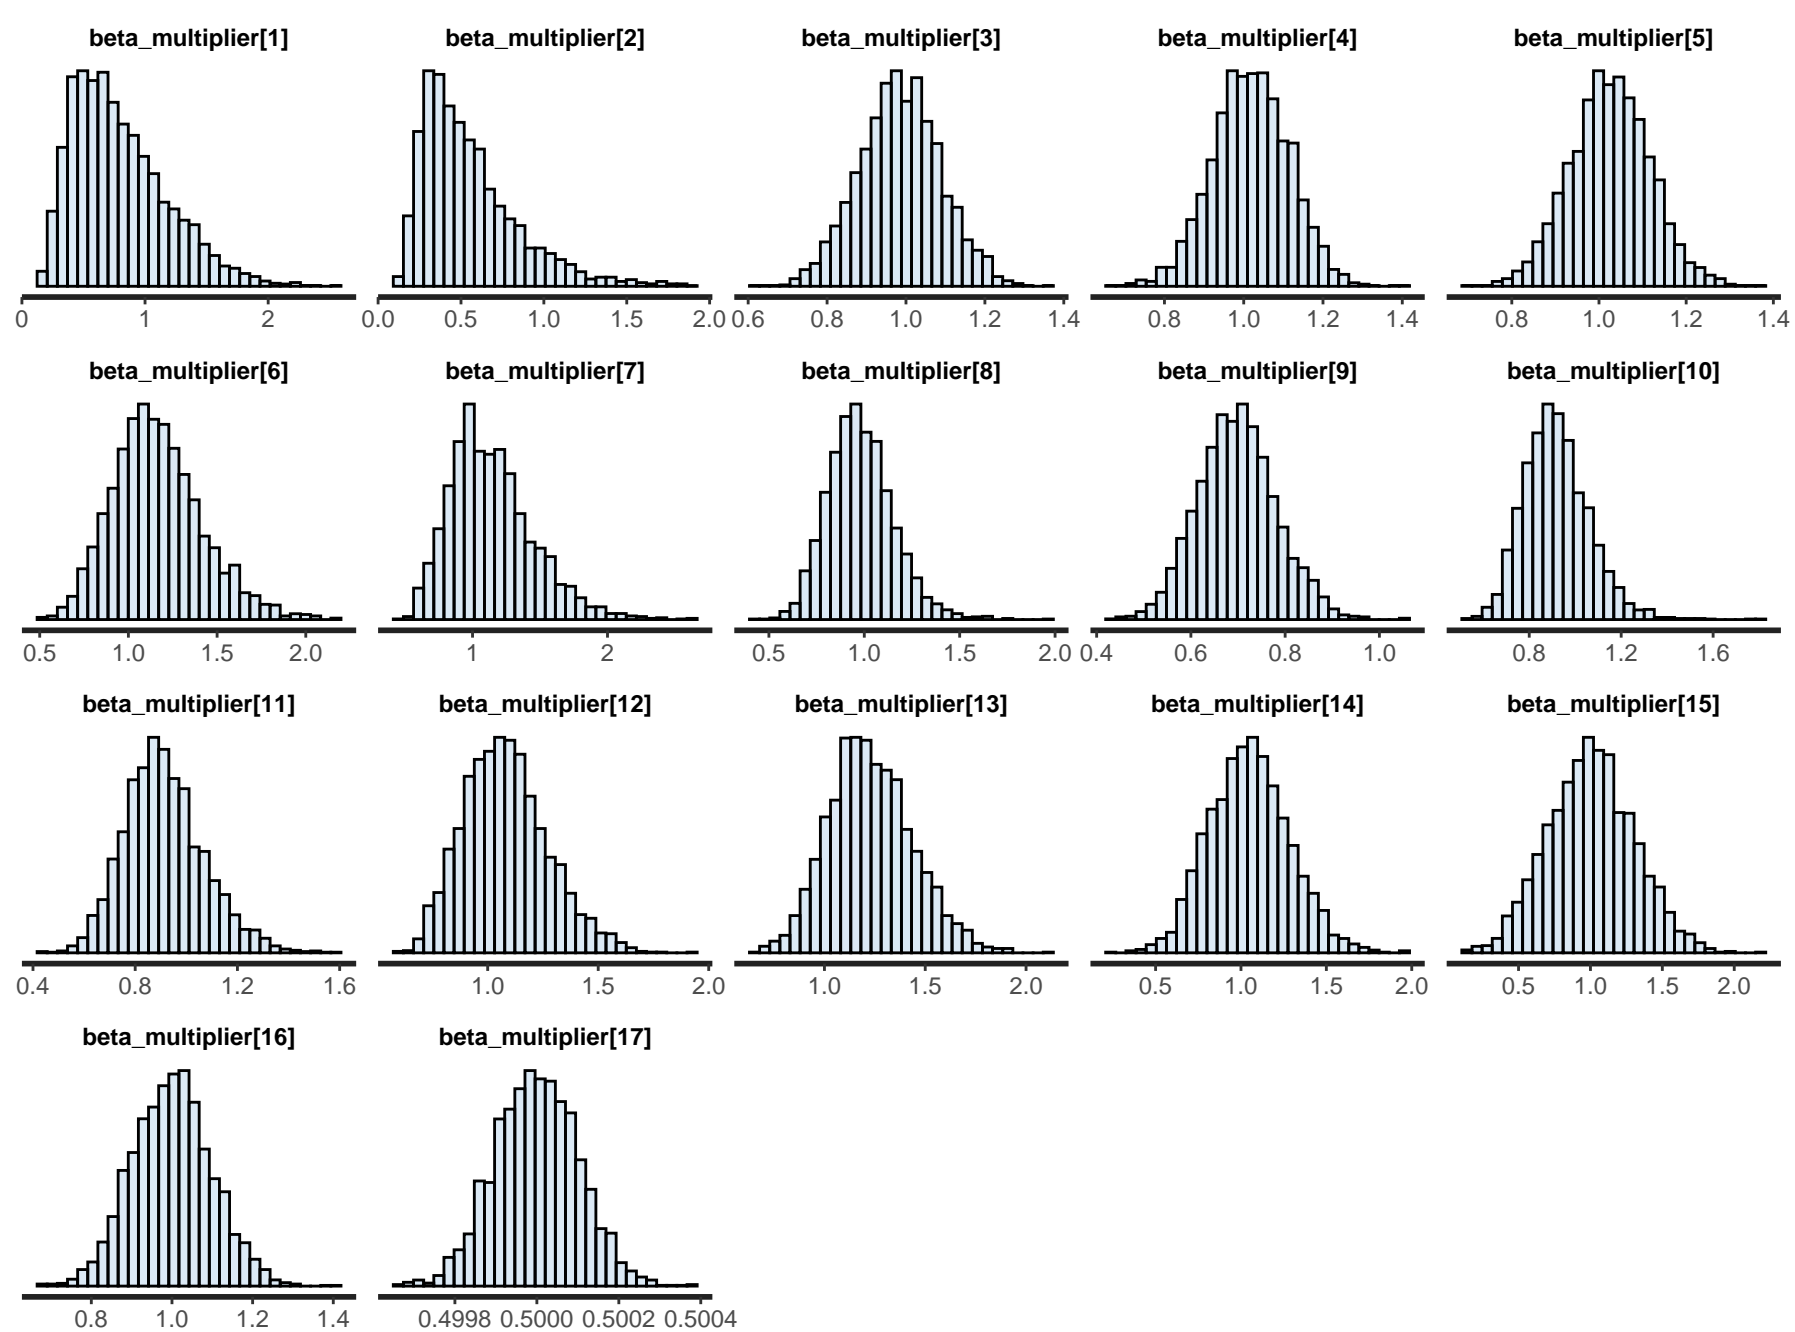 beta_multiplier[1] beta_multiplier[2] beta_multiplier[3] beta_multiplier[4] beta_multiplier[5]
0 1 2 0.0 0.5 1.0 1.5 2.0 0.6 0.8 1.0 1.2 1.4 0.8 1.0 1.2 1.4 0.8 1.0 1.2 1.4
beta_multiplier[6] beta_multiplier[7] beta_multiplier[8] beta_multiplier[9] beta_multiplier[10]
0.5 1.0 1.5 2.0 1 2 0.5 1.0 1.5 2.0 0.4 0.6 0.8 1.0 0.8 1.2 1.6
beta_multiplier[11] beta_multiplier[12] beta_multiplier[13] beta_multiplier[14] beta_multiplier[15]
0.4 0.8 1.2 1.6 1.0 1.5 2.0 1.0 1.5 2.0 0.5 1.0 1.5 2.0 0.5 1.0 1.5 2.0
beta_multiplier[16] beta_multiplier[17]
0.8 1.0 1.2 1.4 0.4998 0.5000 0.5002 0.5004